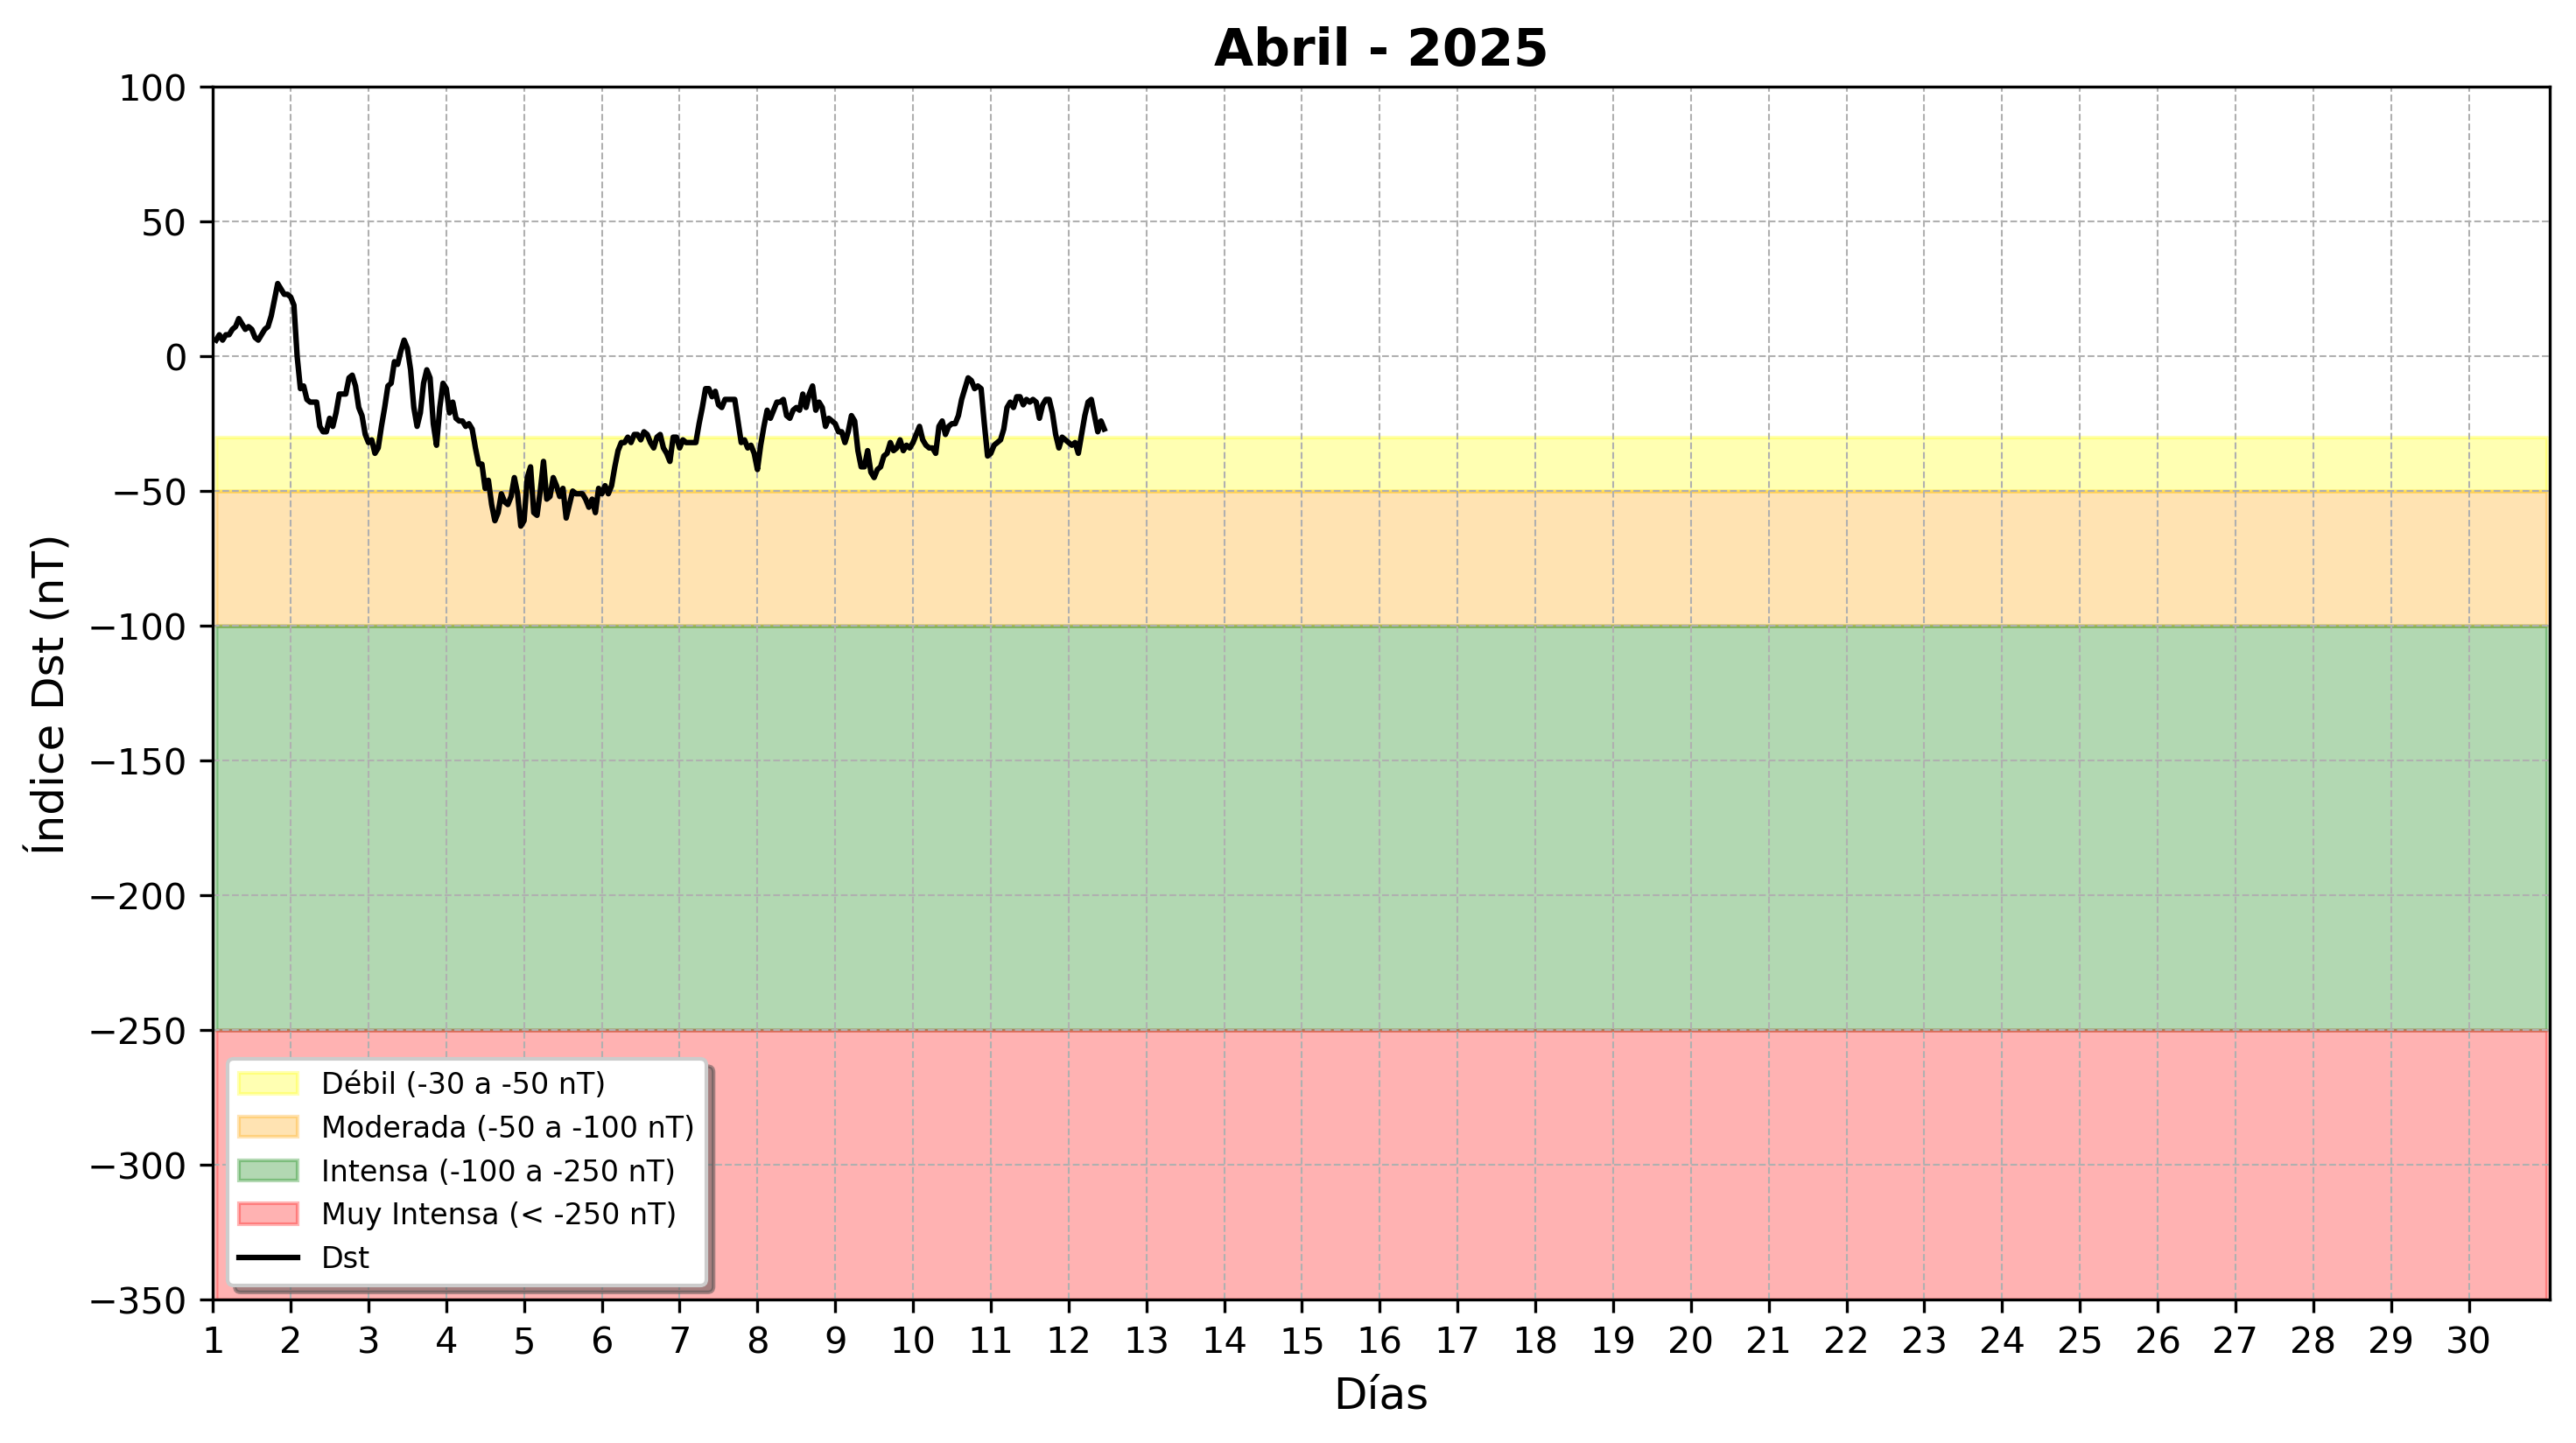 Abril - 2025
100
50
0
−50
−100
−150
−200
−250
−300
−350
Índice Dst (nT)
Débil (-30 a -50 nT)
Moderada (-50 a -100 nT)
Intensa (-100 a -250 nT)
Muy Intensa (< -250 nT)
Dst
1 2 3 4 5 6 7 8 9 10 11 12 13 14 15 16 17 18 19 20 21 22 23 24 25 26 27 28 29 30
Días